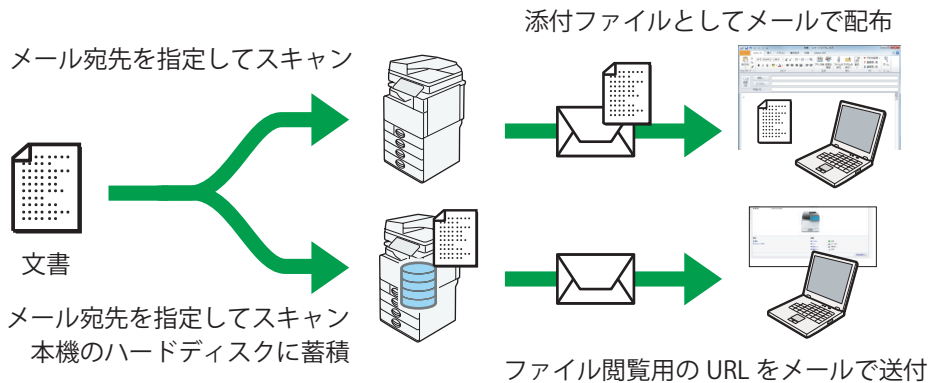 添付ファイルとしてメールで配布
メール宛先を指定してスキャン
文書
メール宛先を指定してスキャン
本機のハードディスクに蓄積
ファイル閲覧用の URL をメールで送付